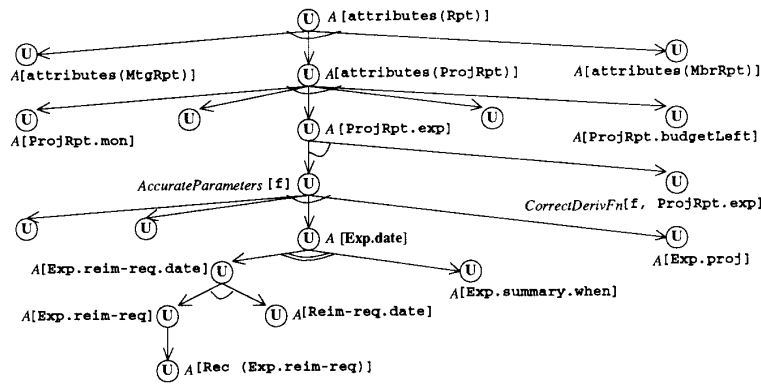 U A[attributes(Rpt)]
U U U
A[attributes(MtgRpt)] A[attributes(ProjRpt)] A[attributes(MbrRpt)]
U U U U
A[ProjRpt.mon] U A[ProjRpt.exp] A[ProjRpt.budgetLeft]
AccurateParameters [f] U U
CorrectDerivFn[f, ProjRpt.exp]
U U U A [Exp.date] U
A[Exp.proj]
A[Exp.reim-req.date] U U
A[Exp.summary.when]
A[Exp.reim-req] U U A[Reim-req.date]
U A[Rec (Exp.reim-req)]